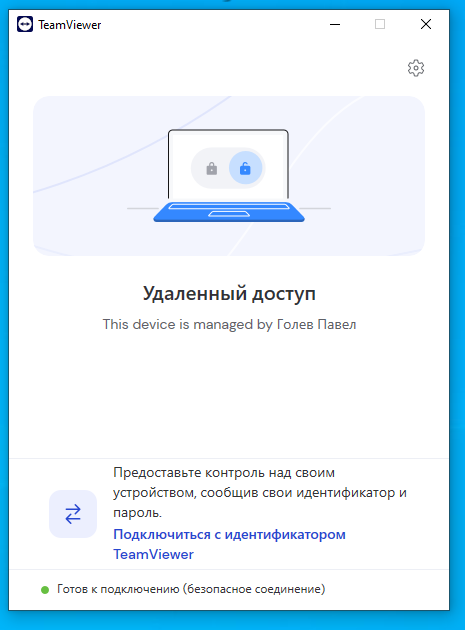 TeamViewer
Удаленный доступ
This device is managed by Голев Павел
Предоставьте контроль над своим
устройством, сообщив свои идентификатор и
пароль.
Подключиться с идентификатором
TeamViewer
Готов к подключению (безопасное соединение)